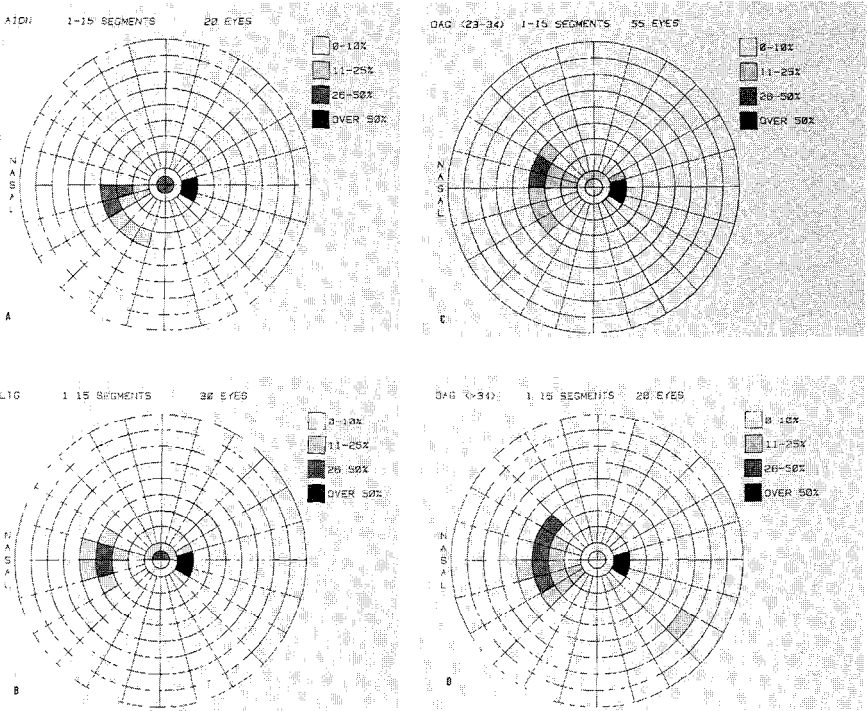 AION 1-15 SEGMENTS 20 EYES
0-10%
11-25%
26-50%
OVER 50%
NASAL
A
OAG (23-34) 1-15 SEGMENTS 55 EYES
0-10%
11-25%
26-50%
OVER 50%
NASAL
C
LTG 1 15 SEGMENTS 30 EYES
0-10%
11-25%
26-50%
OVER 50%
NASAL
B
OAG (>34) 1 15 SEGMENTS 20 EYES
0 10%
11-25%
26-50%
OVER 50%
NASAL
D